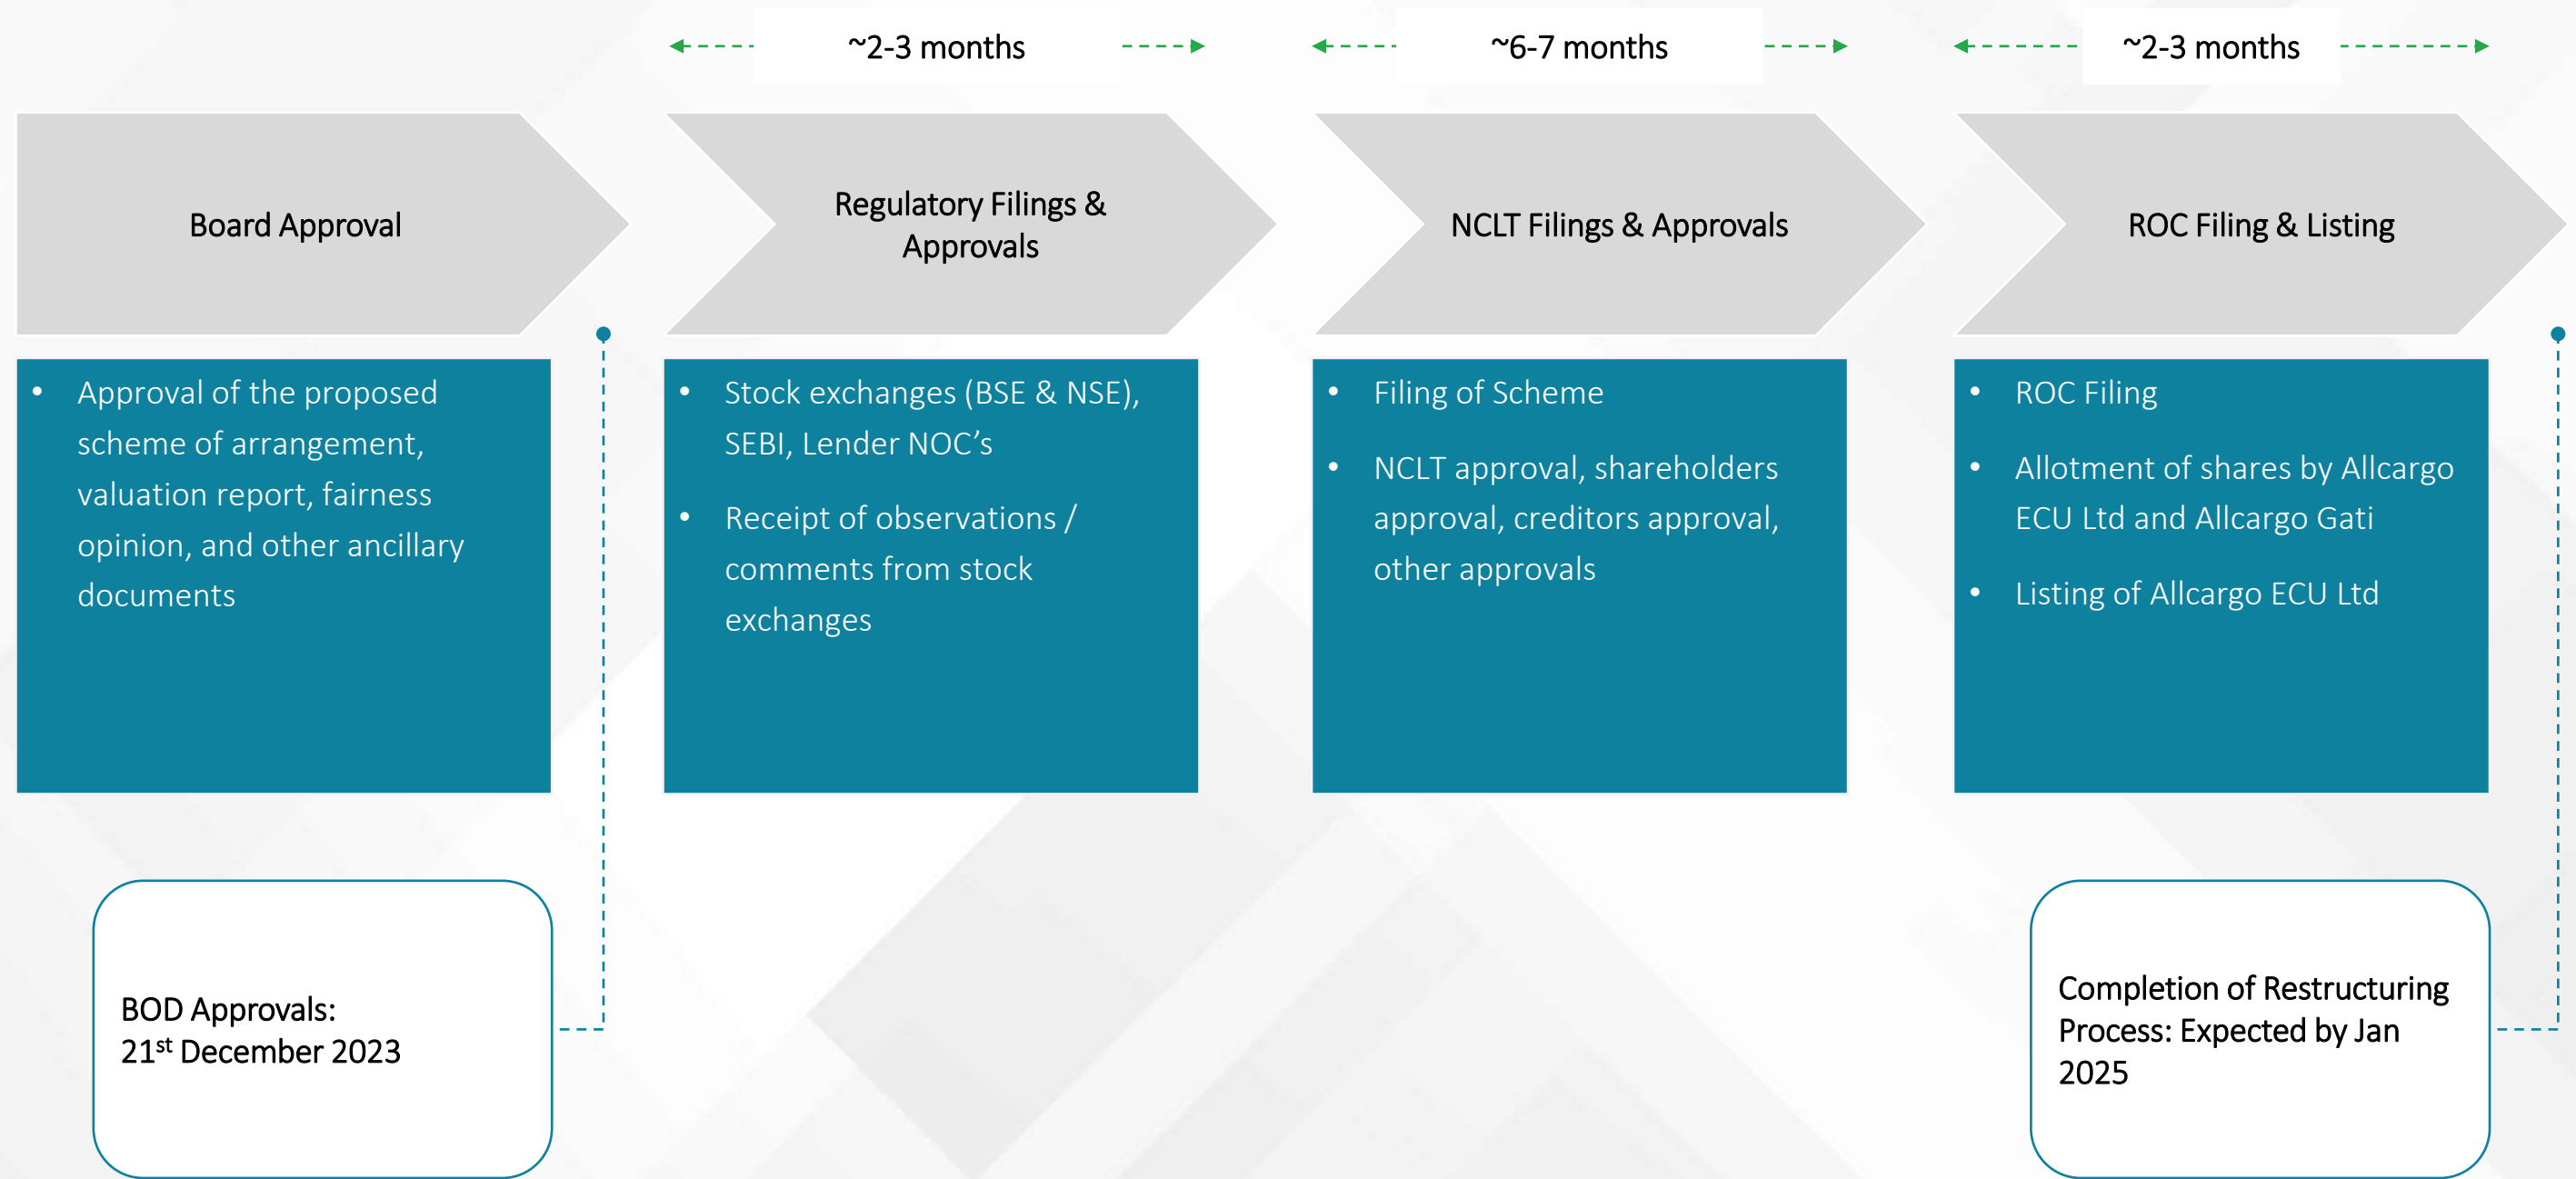 ~2-3 months
~6-7 months
~2-3 months
Board Approval
Regulatory Filings &
Approvals
NCLT Filings & Approvals
ROC Filing & Listing
• Approval of the proposed
scheme of arrangement,
valuation report, fairness
opinion, and other ancillary
documents
• Stock exchanges (BSE & NSE),
SEBI, Lender NOC’s
• Receipt of observations /
comments from stock
exchanges
• Filing of Scheme
• NCLT approval, shareholders
approval, creditors approval,
other approvals
• ROC Filing
• Allotment of shares by Allcargo
ECU Ltd and Allcargo Gati
• Listing of Allcargo ECU Ltd
BOD Approvals:
21st December 2023
Completion of Restructuring
Process: Expected by Jan
2025